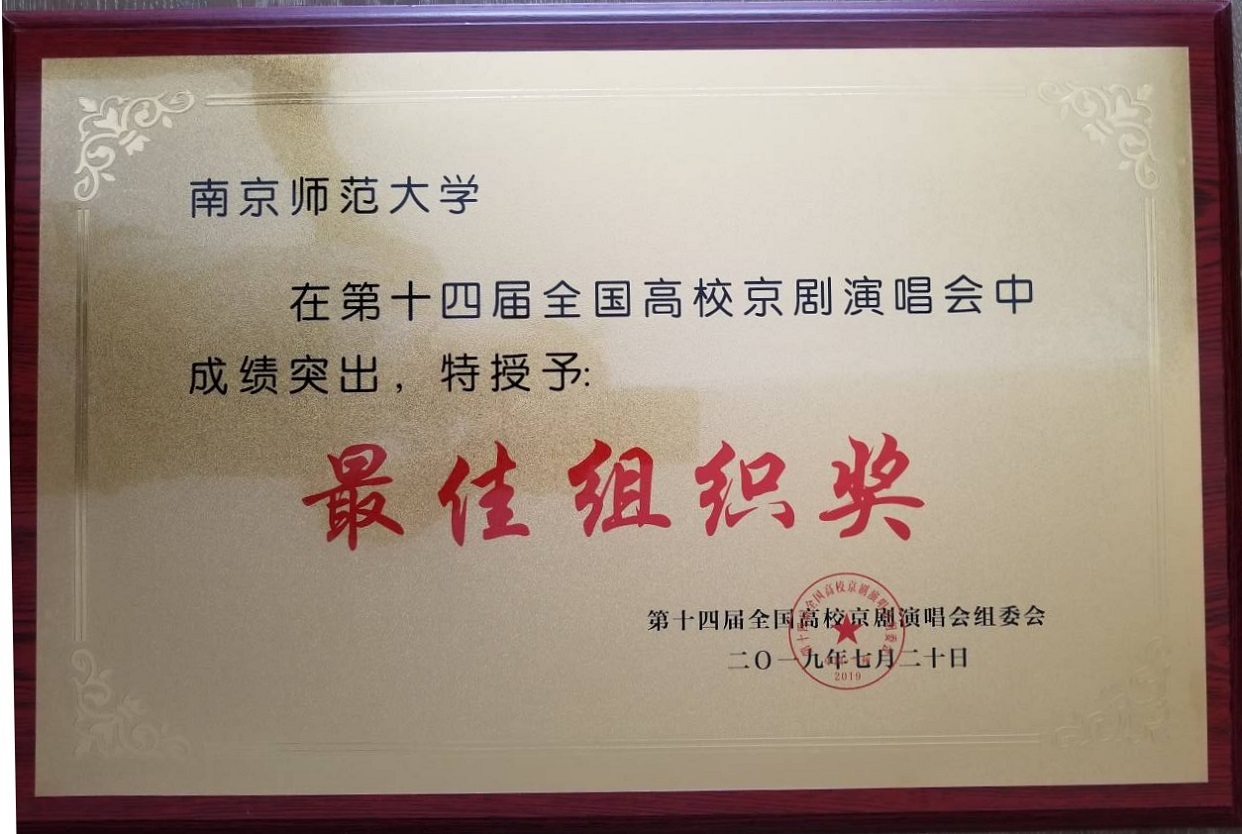 南京师范大学
在第十四届全国高校京剧演唱会中
成绩突出，特授予:
最佳组织奖
第十四届全国高校京剧演唱会组委会
二〇一九年七月二十日
2019